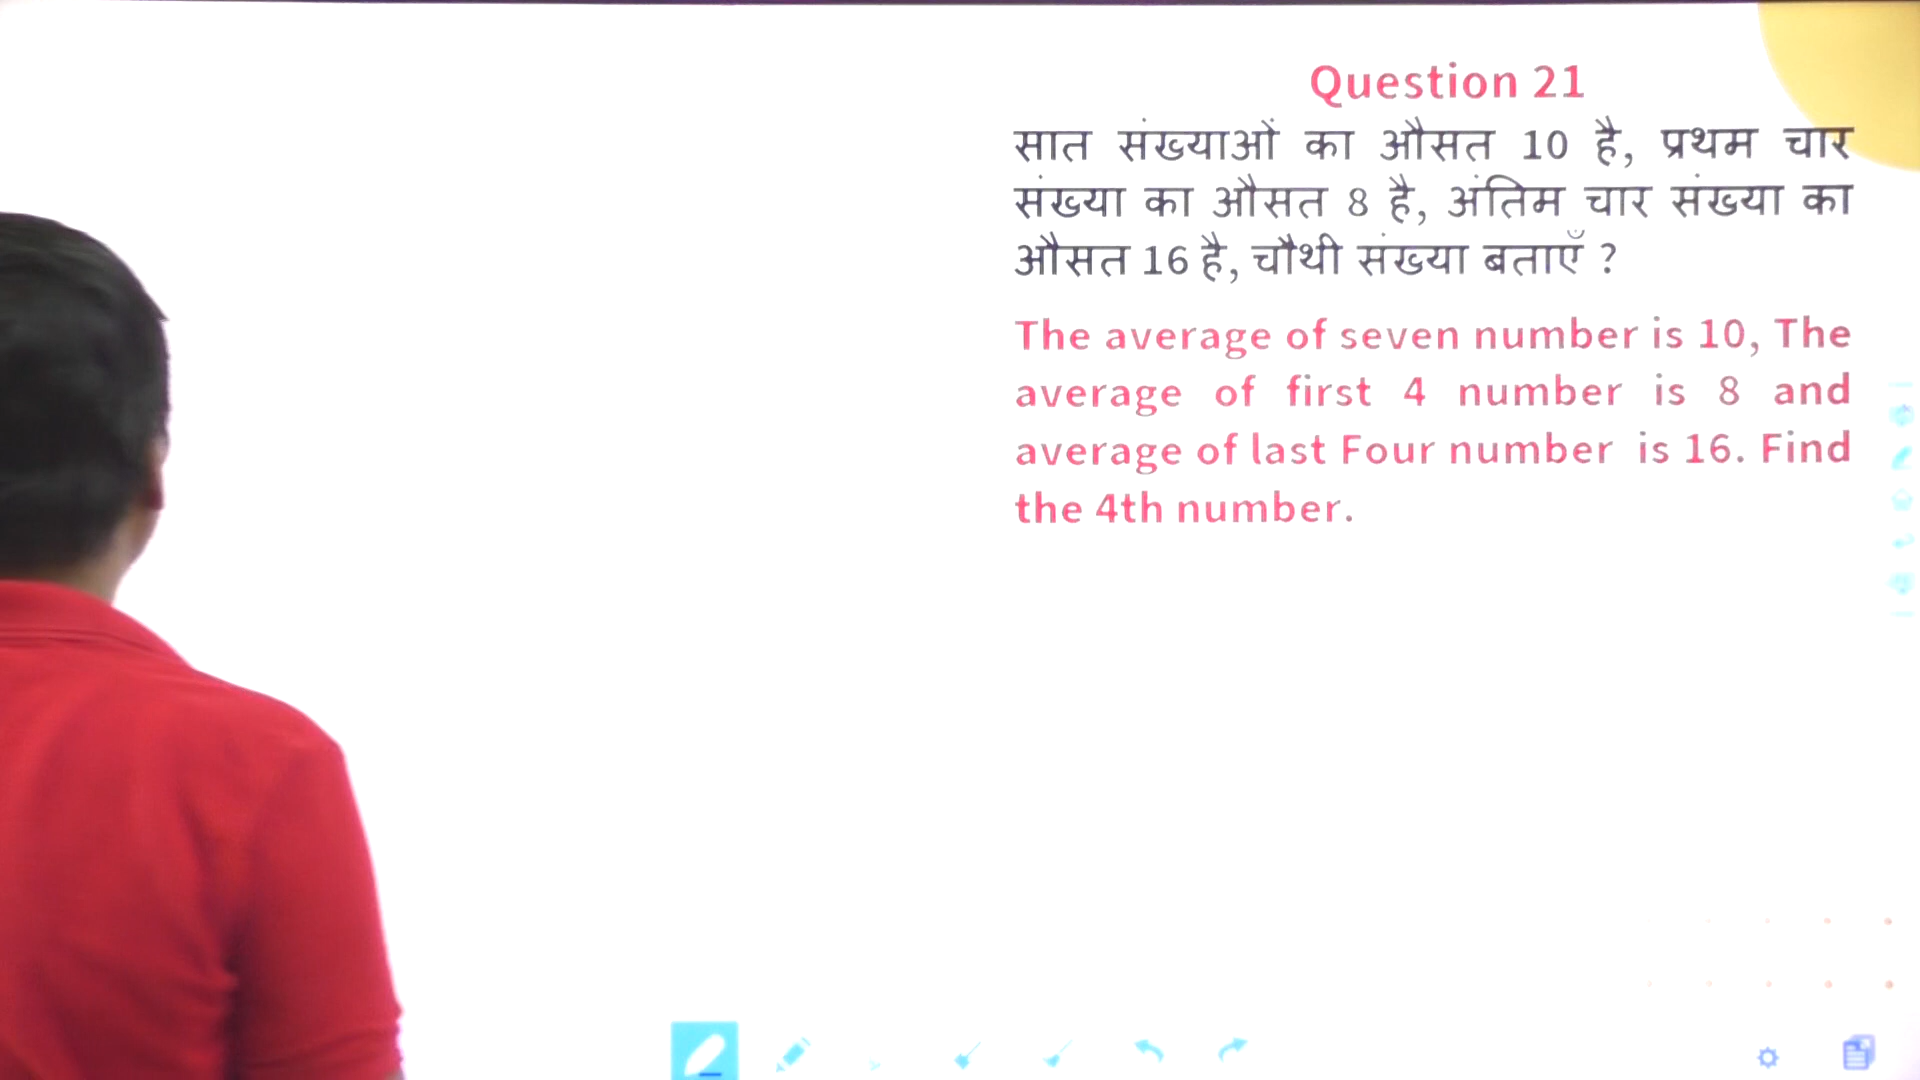 Question 21
सात संख्याओं का औसत 10 है, प्रथम चार
संख्या का औसत 8 है, अंतिम चार संख्या का
औसत 16 है, चौथी संख्या बताएँ ?
The average of seven number is 10, The
average of first 4 number is 8 and
average of last Four number is 16. Find
the 4th number.